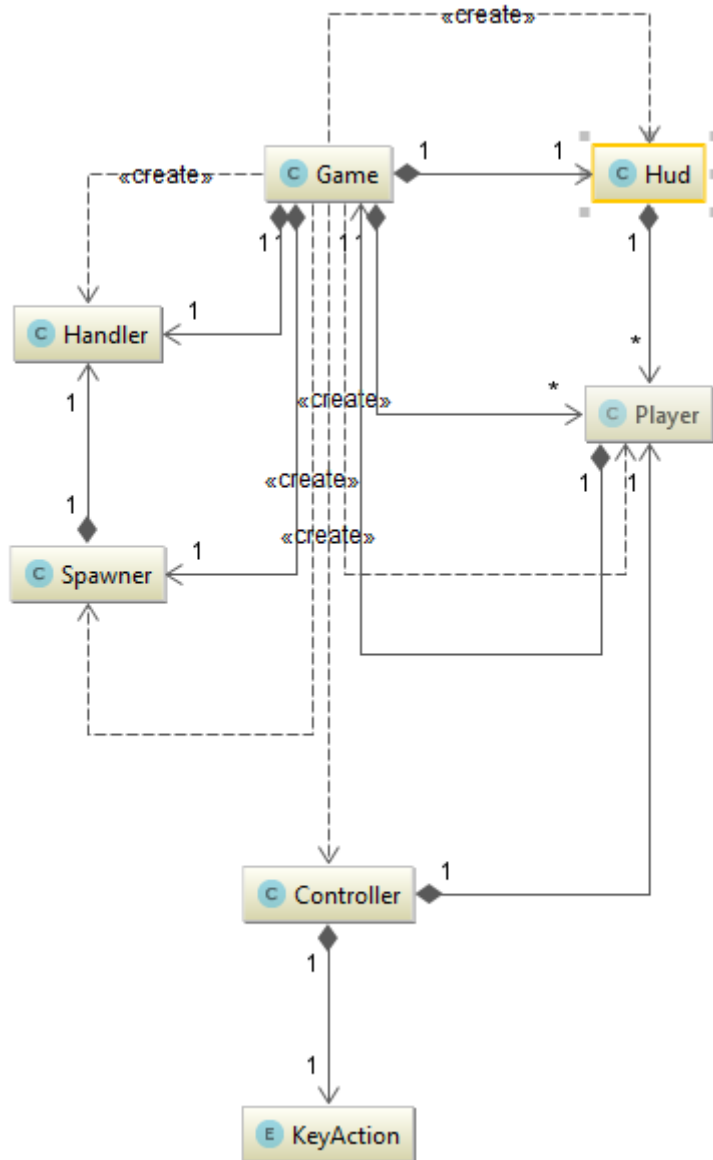 «create»
1 1
C Game
C Hud
«create»
1 1 1 1
1
1
C Handler
*
1
«create» *
C Player
1
«create»
1 1
1
«create»
1
C Spawner
1
C Controller
1
1
E KeyAction